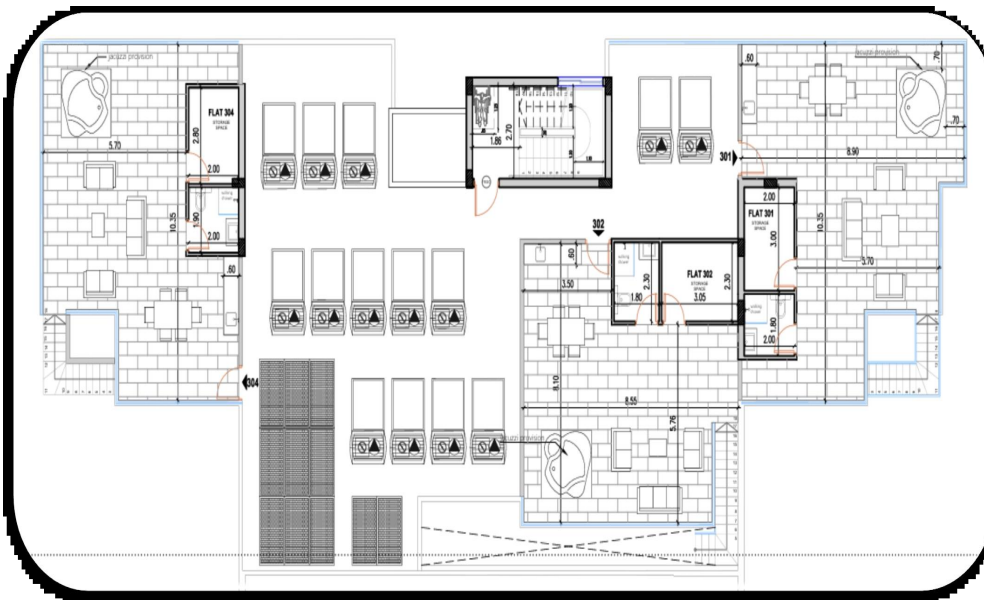 jacuzzi provision
FLAT 304
STORAGE
SPACE
2.80
2.00
5.70
10.35
1.90
2.00
.60
304
1.86
2.70
301
.60
jacuzzi provision
.70
.70
8.90
2.00
FLAT 301
STORAGE
SPACE
3.00
10.35
5.70
1.80
2.00
302
.60
3.50
2.30
1.80
FLAT 302
STORAGE
SPACE
3.05
2.30
8.10
8.55
5.76
jacuzzi provision